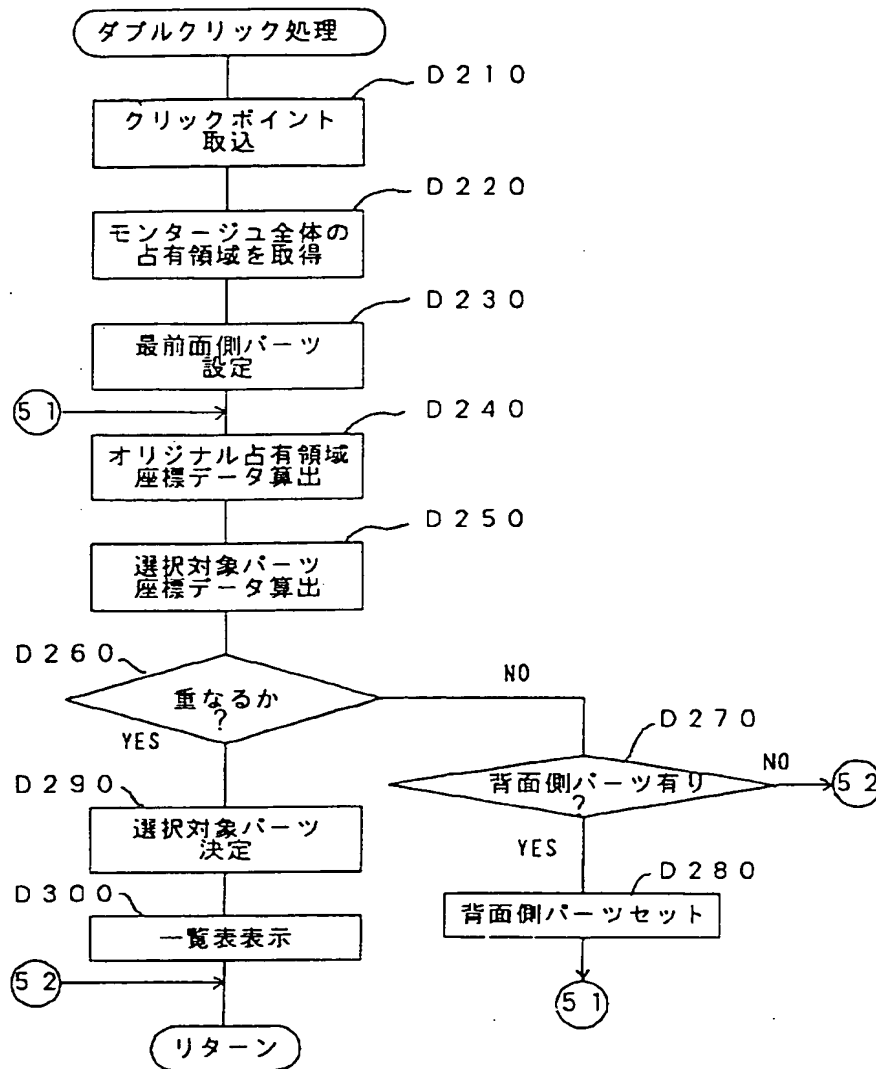 ダブルクリック処理
D210
クリックポイント
取込
D220
モンタージュ全体の
占有領域を取得
D230
最前面側パーツ
設定
51
D240
オリジナル占有領域
座標データ算出
D250
選択対象パーツ
座標データ算出
D260
重なるか
?
NO
YES
D270
背面側パーツ有り
?
NO
52
YES
D290
選択対象パーツ
決定
D280
背面側パーツセット
D300
一覧表表示
52
51
リターン